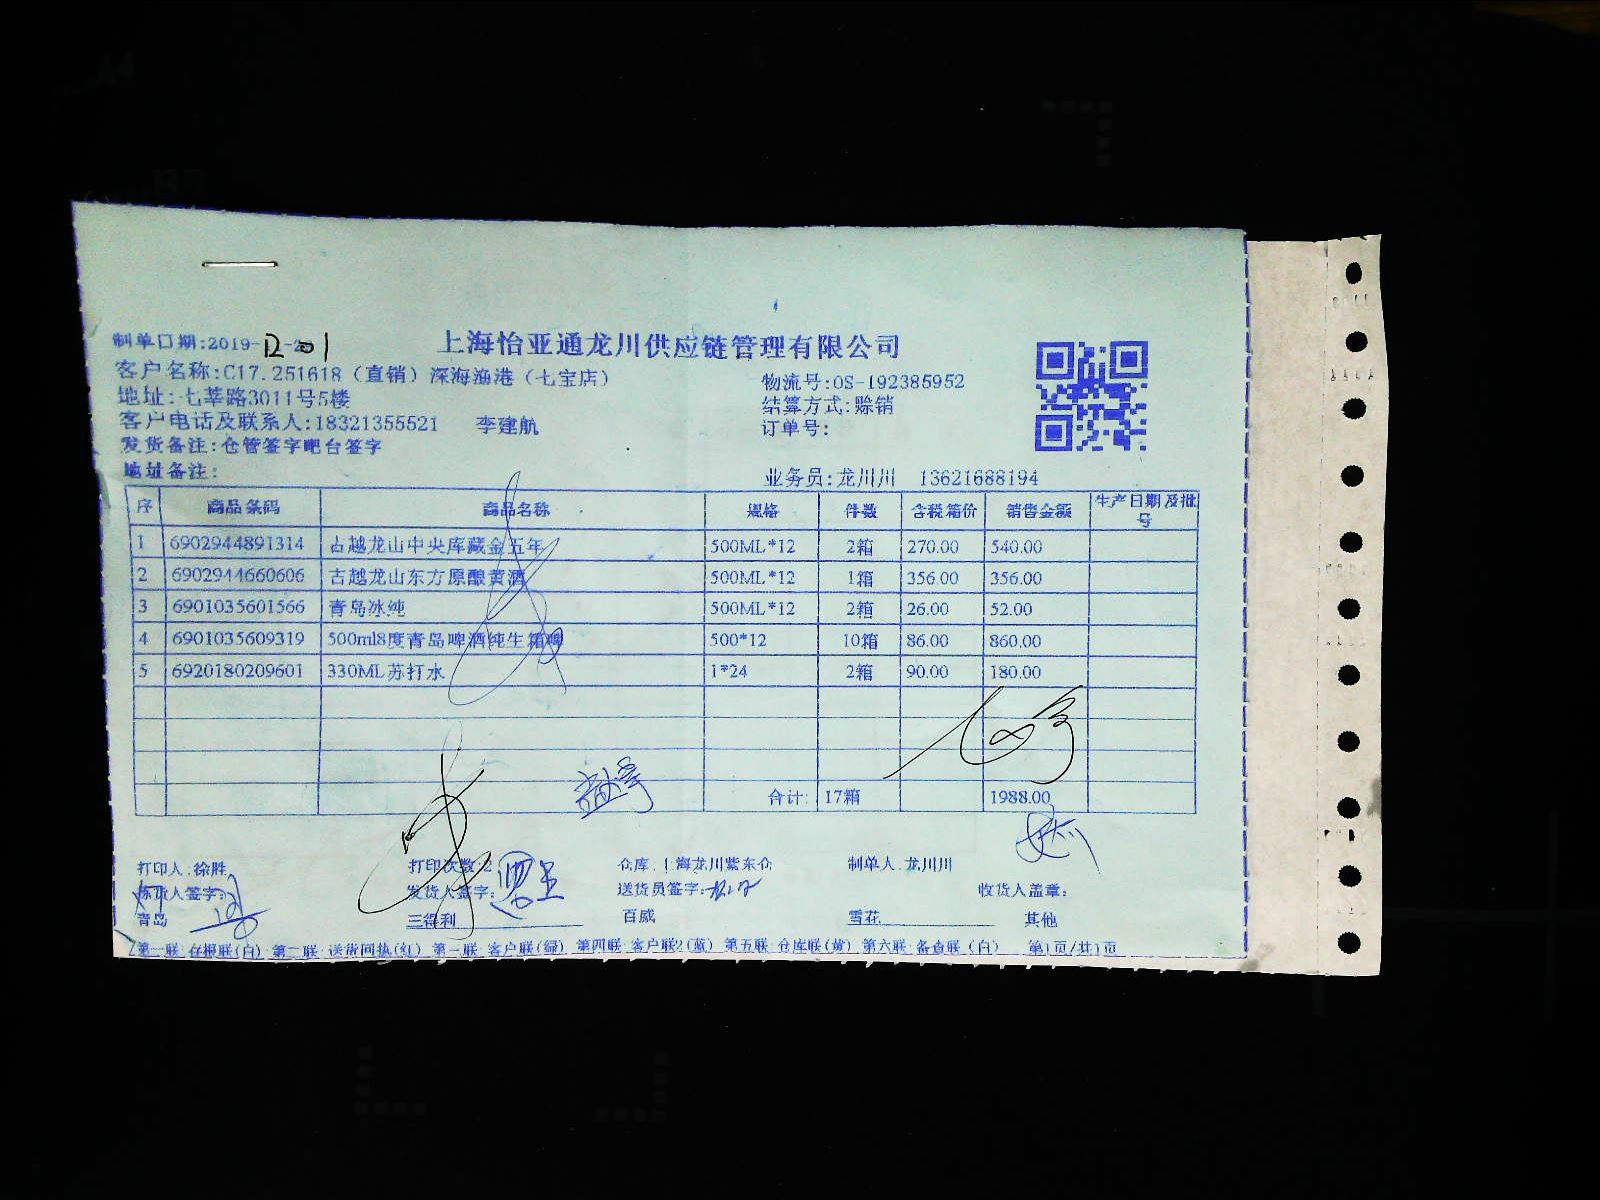 上海怡亚通龙川供应链管理有限公司
制单日期:2019-12-01
客户名称:C17.251618（直销）深海渔港（七宝店）
物流号:OS-192385952
地址:七莘路3011号5楼
结算方式:赊销
客户电话及联系人:18321355521 李建航
订单号:
发货备注:仓管签字吧台签字
地址备注:
业务员:龙川川 13621688194
序 商品条码 商品名称 规格 件数 含税箱价 销售金额 生产日期及批号
1 6902944891314 古越龙山中央库藏金五年 500ML*12 2箱 270.00 540.00
2 6902944660606 古越龙山东方原酿黄酒 500ML*12 1箱 356.00 356.00
3 6901035601566 青岛冰纯 500ML*12 2箱 26.00 52.00
4 6901035609319 500ml8度青岛啤酒纯生箱啤 500*12 10箱 86.00 860.00
5 6920180209601 330ML苏打水 1*24 2箱 90.00 180.00
合计: 17箱 1988.00
打印人:徐胜 打印次数:2 仓库:上海龙川紫东仓 制单人:龙川川
拣货人签字: 发货人签字: 送货员签字: 收货人盖章:
青岛 三得利 百威 雪花 其他
第一联:存根联(白) 第二联:送货回执(红) 第一联:客户联(绿) 第四联:客户联2(蓝) 第五联:仓库联(黄) 第六联:备查联(白) 第1页/共1页